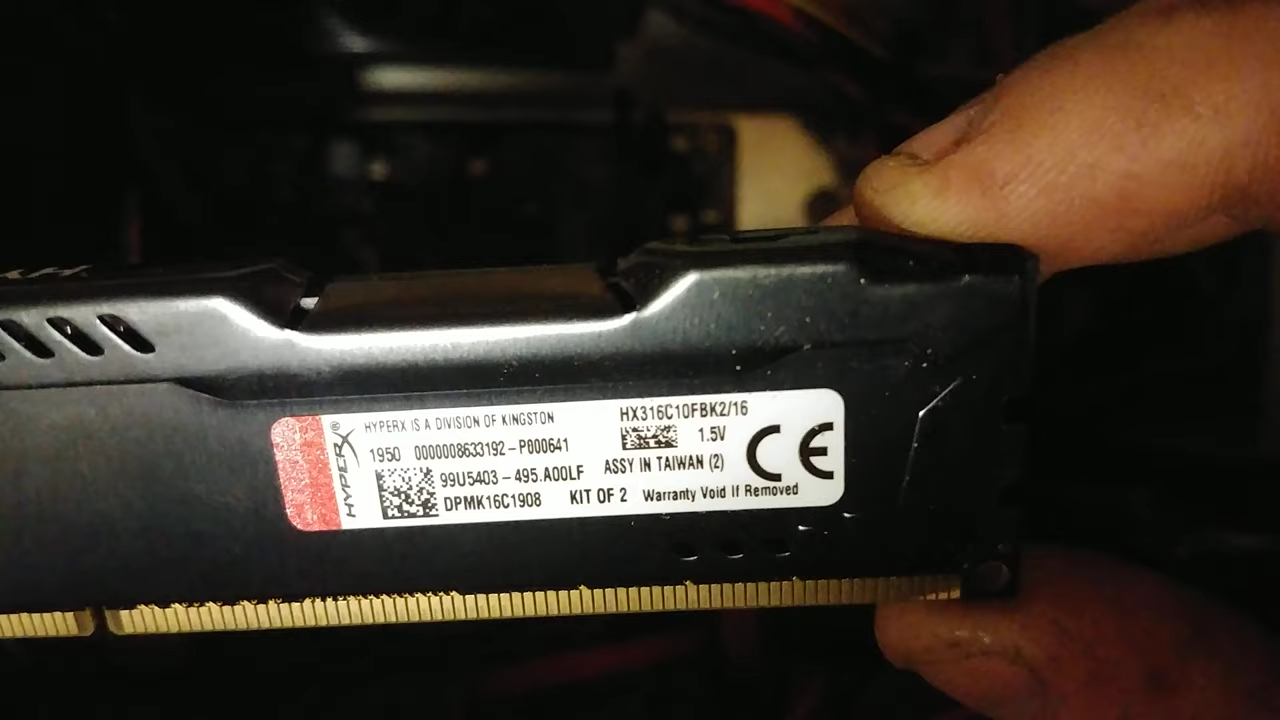 HYPERX®
HYPERX IS A DIVISION OF KINGSTON
1950 0000008633192-P000641
99U5403-495.A00LF
DPMK16C1908
KIT OF 2
HX316C10FBK2/16
1.5V
ASSY IN TAIWAN (2)
Warranty Void If Removed
CE